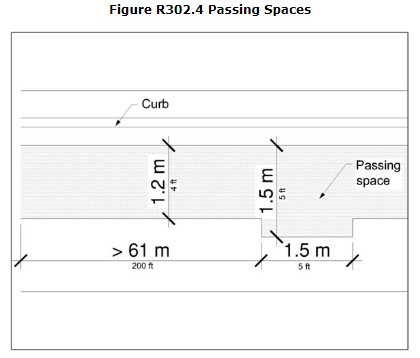 Figure R302.4 Passing Spaces
Curb
1.2 m
4 ft
1.5 m
5 ft
Passing
space
> 61 m
200 ft
1.5 m
5 ft